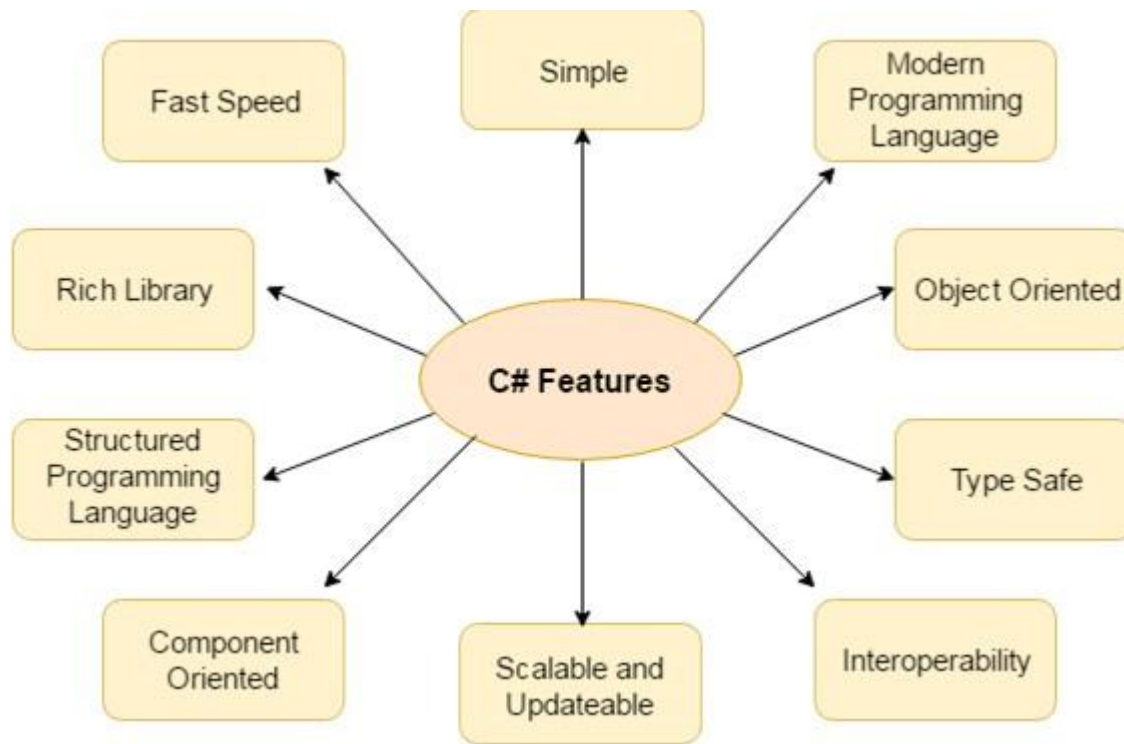 Simple
Modern
Programming
Language
Fast Speed
Rich Library
Object Oriented
C# Features
Structured
Programming
Language
Type Safe
Component
Oriented
Scalable and
Updateable
Interoperability